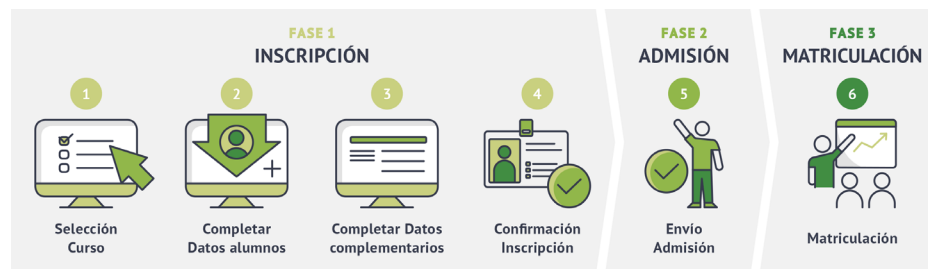 FASE 1
INSCRIPCIÓN
1
2
3
4
Selección
Curso
Completar
Datos alumnos
Completar Datos
complementarios
Confirmación
Inscripción
FASE 2
ADMISIÓN
5
Envío
Admisión
FASE 3
MATRICULACIÓN
6
Matriculación